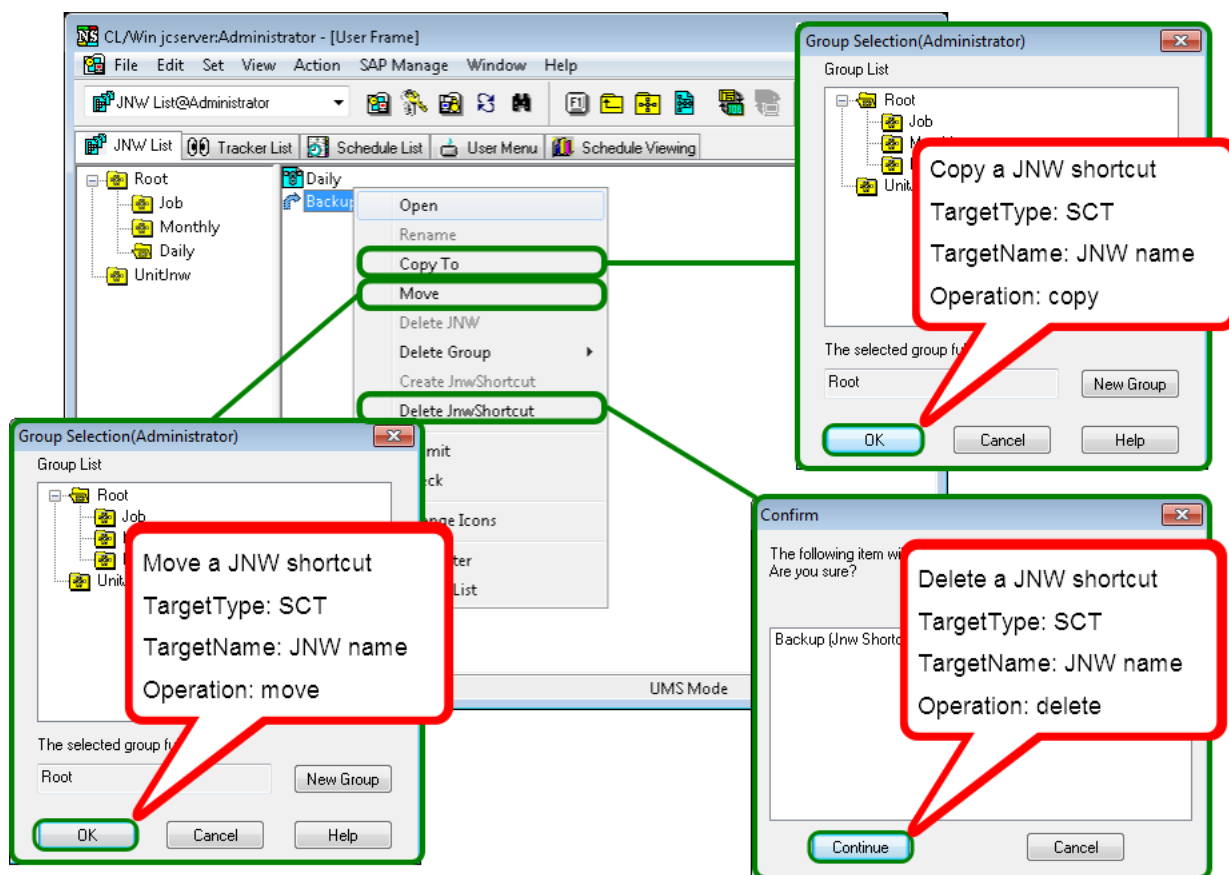 CL/Win jcserver:Administrator - [User Frame]
File Edit Set View Action SAP Manage Window Help
JNW List@Administrator
F1
JNW List Tracker List Schedule List User Menu Schedule Viewing
Root
Job
Monthly
Daily
UnitJnw
Daily
Backup
Open
Rename
Copy To
Move
Delete JNW
Delete Group
Create JnwShortcut
Delete JnwShortcut
Icons
List
UMS Mode
Group Selection(Administrator)
Group List
Root
Job
Copy a JNW shortcut
TargetType: SCT
TargetName: JNW name
Operation: copy
The selected group
Root
New Group
OK Cancel Help
Group Selection(Administrator)
Group List
Root
Job
Move a JNW shortcut
TargetType: SCT
TargetName: JNW name
Operation: move
The selected group
Root
New Group
OK Cancel Help
Confirm
The following item
Are you sure?
Backup (Jnw
Delete a JNW shortcut
TargetType: SCT
TargetName: JNW name
Operation: delete
Continue Cancel